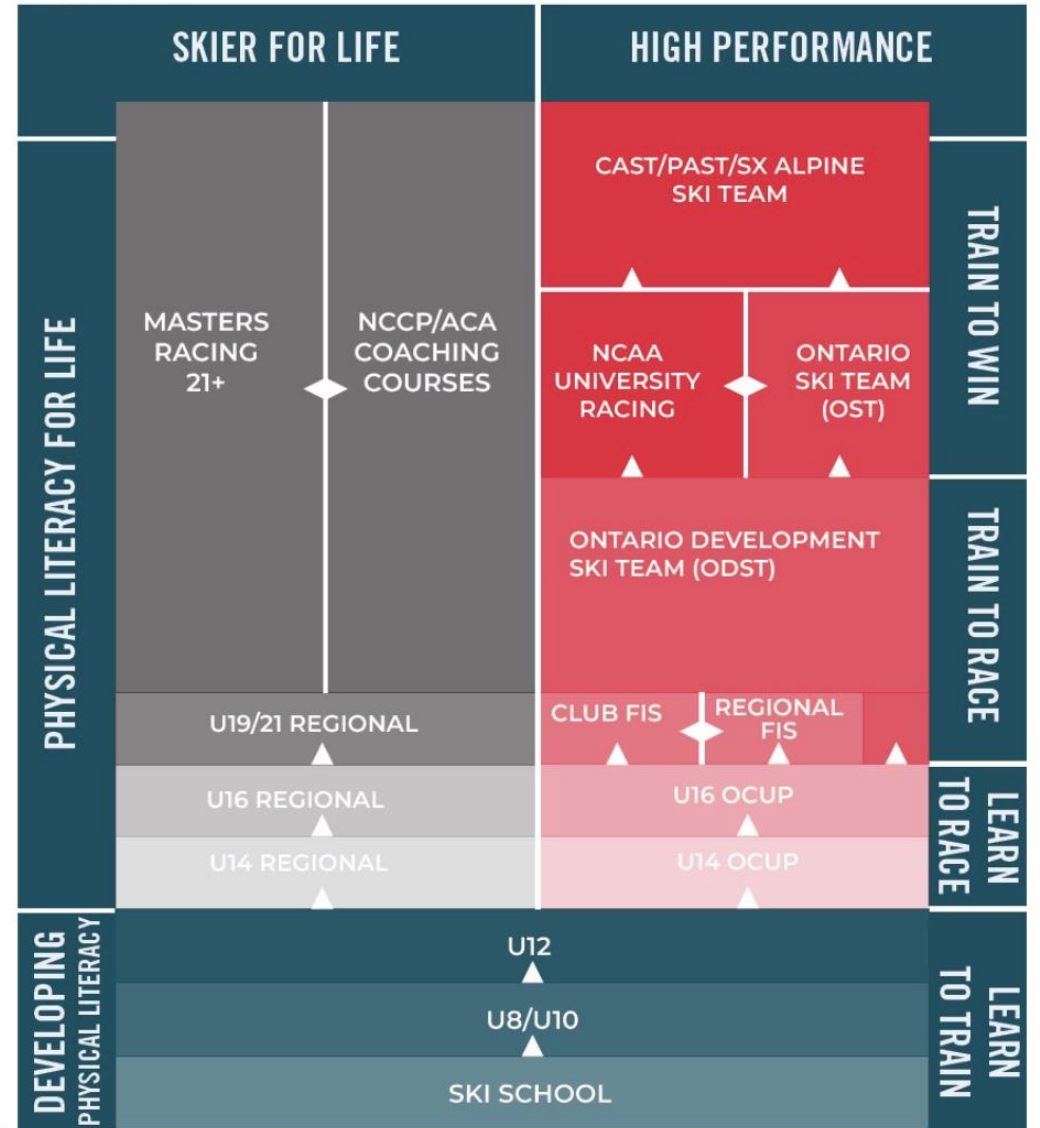 SKIER FOR LIFE
HIGH PERFORMANCE
PHYSICAL LITERACY FOR LIFE
MASTERS
RACING
21+
NCCP/ACA
COACHING
COURSES
CAST/PAST/SX ALPINE
SKI TEAM
NCAA
UNIVERSITY
RACING
ONTARIO
SKI TEAM
(OST)
TRAIN TO WIN
ONTARIO DEVELOPMENT
SKI TEAM (ODST)
TRAIN TO RACE
U19/21 REGIONAL
CLUB FIS
REGIONAL
FIS
U16 REGIONAL
U16 OCUP
U14 REGIONAL
U14 OCUP
LEARN
TO RACE
DEVELOPING
PHYSICAL LITERACY
U12
U8/U10
SKI SCHOOL
LEARN
TO TRAIN